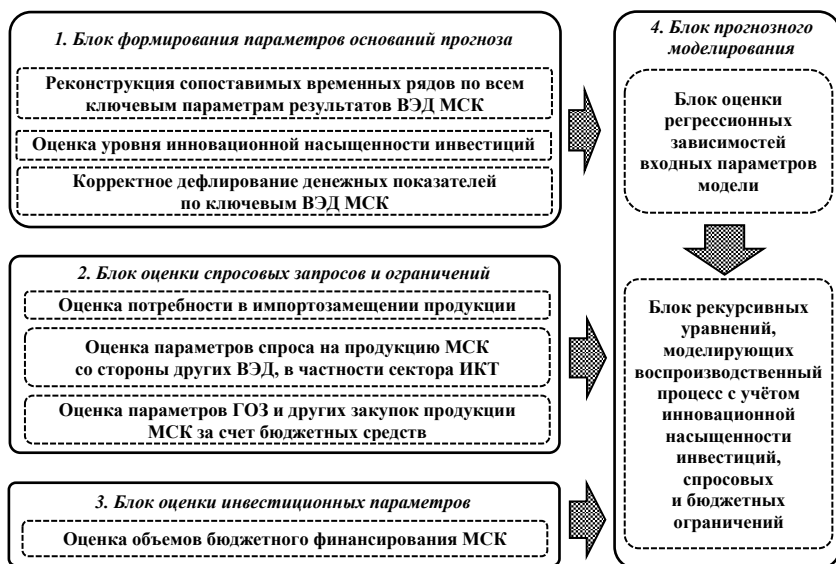 1. Блок формирования параметров оснований прогноза
Реконструкция сопоставимых временных рядов по всем
ключевым параметрам результатов ВЭД МСК
Оценка уровня инновационной насыщенности инвестиций
Корректное дефлирование денежных показателей
по ключевым ВЭД МСК
2. Блок оценки спросовых запросов и ограничений
Оценка потребности в импортозамещении продукции
Оценка параметров спроса на продукцию МСК
со стороны других ВЭД, в частности сектора ИКТ
Оценка параметров ГОЗ и других закупок продукции
МСК за счет бюджетных средств
3. Блок оценки инвестиционных параметров
Оценка объемов бюджетного финансирования МСК
4. Блок прогнозного
моделирования
Блок оценки
регрессионных
зависимостей
входных параметров
модели
Блок рекурсивных
уравнений,
моделирующих
воспроизводственный
процесс с учётом
инновационной
насыщенности
инвестиций,
спросовых
и бюджетных
ограничений